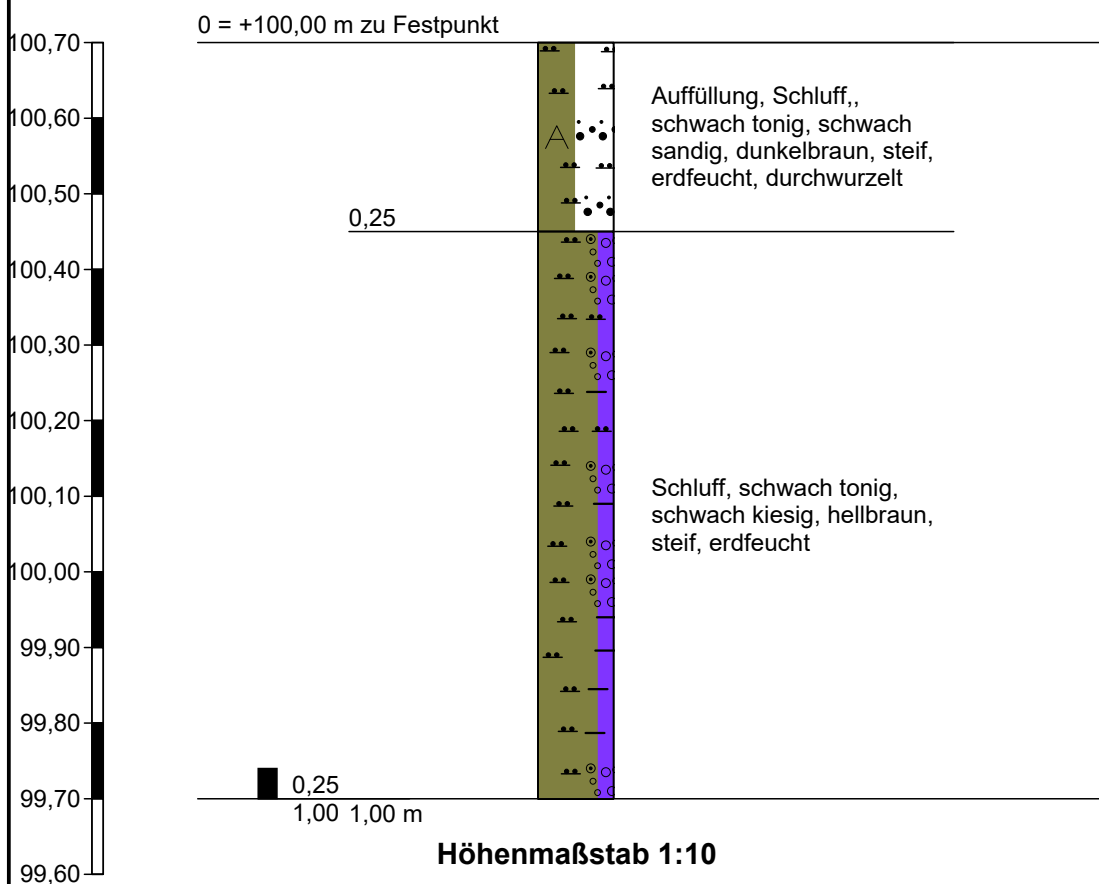 0 = +100,00 m zu Festpunkt
100,70
100,60
100,50
100,40
100,30
100,20
100,10
100,00
99,90
99,80
99,70
99,60
A
Auffüllung, Schluff,,
schwach tonig, schwach
sandig, dunkelbraun, steif,
erdfeucht, durchwurzelt
0,25
Schluff, schwach tonig,
schwach kiesig, hellbraun,
steif, erdfeucht
0,25
1,00 1,00 m
Höhenmaßstab 1:10